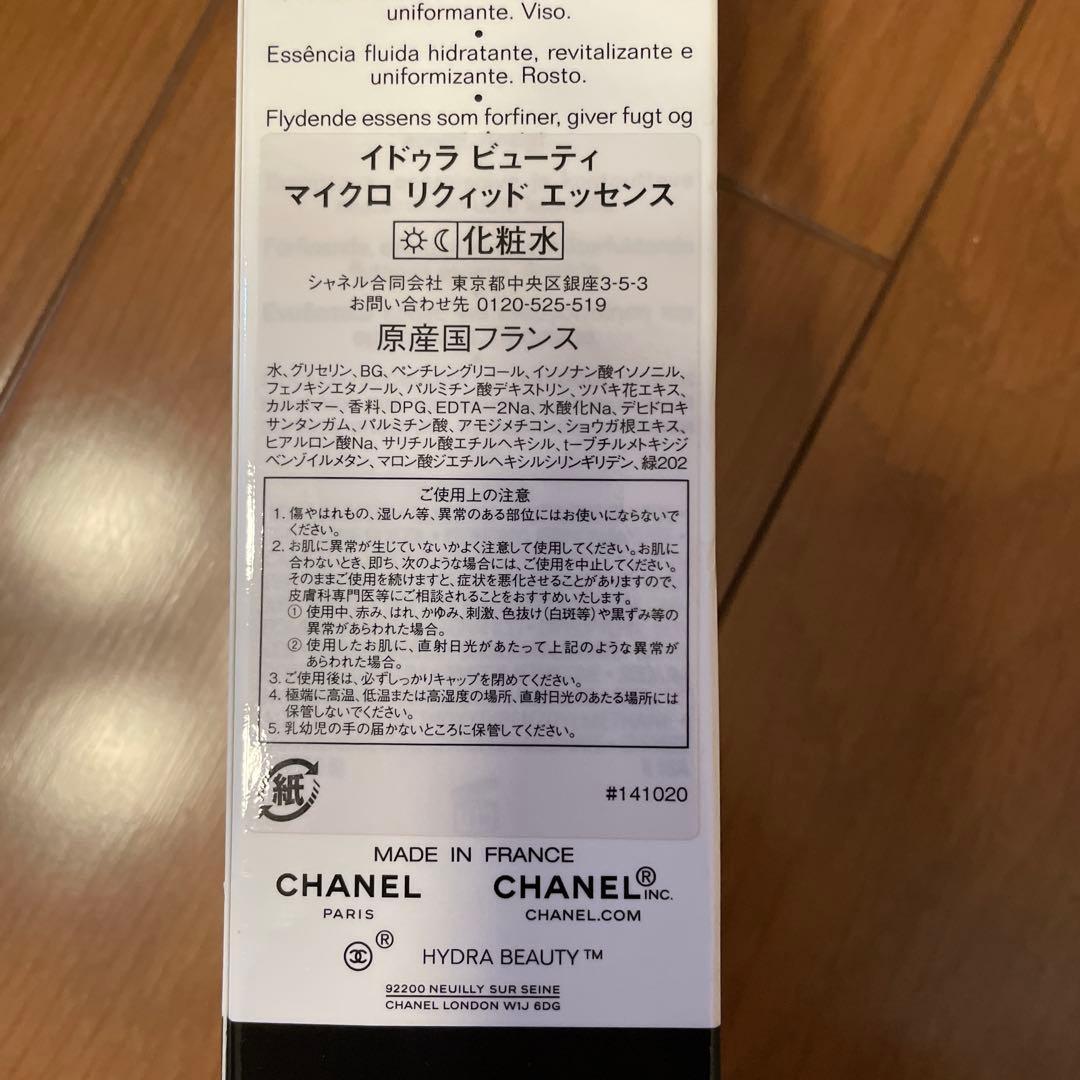 uniformante. Viso.
•
Essência fluida hidratante, revitalizante e
uniformizante. Rosto.
•
Flydende essens som forfiner, giver fugt og
イドゥラ ビューティ
マイクロ リクィッド エッセンス
化粧水
シャネル合同会社 東京都中央区銀座3-5-3
お問い合わせ先 0120-525-519
原産国フランス
水、グリセリン、BG、ペンチレングリコール、イソノナン酸イソノニル、
フェノキシエタノール、パルミチン酸デキストリン、ツバキ花エキス、
カルボマー、香料、DPG、EDTA－2Na、水酸化Na、デヒドロキ
サンタンガム、パルミチン酸、アモジメチコン、ショウガ根エキス、
ヒアルロン酸Na、サリチル酸エチルヘキシル、t－ブチルメトキシジ
ベンゾイルメタン、マロン酸ジエチルヘキシルシリンギリデン、緑202
ご使用上の注意
1. 傷やはれもの、湿しん等、異常のある部位にはお使いにならないで
ください。
2. お肌に異常が生じていないかよく注意して使用してください。お肌に
合わないとき、即ち、次のような場合には、ご使用を中止してください。
そのままご使用を続けますと、症状を悪化させることがありますので、
皮膚科専門医等にご相談されることをおすすめいたします。
① 使用中、赤み、はれ、かゆみ、刺激、色抜け(白斑等)や黒ずみ等の
異常があらわれた場合。
② 使用したお肌に、直射日光があたって上記のような異常が
あらわれた場合。
3. ご使用後は、必ずしっかりキャップを閉めてください。
4. 極端に高温、低温または高湿度の場所、直射日光のあたる場所には
保管しないでください。
5. 乳幼児の手の届かないところに保管してください。
紙
#141020
MADE IN FRANCE
CHANEL CHANEL® INC.
PARIS CHANEL.COM
® HYDRA BEAUTY™
92200 NEUILLY SUR SEINE
CHANEL LONDON W1J 6DG